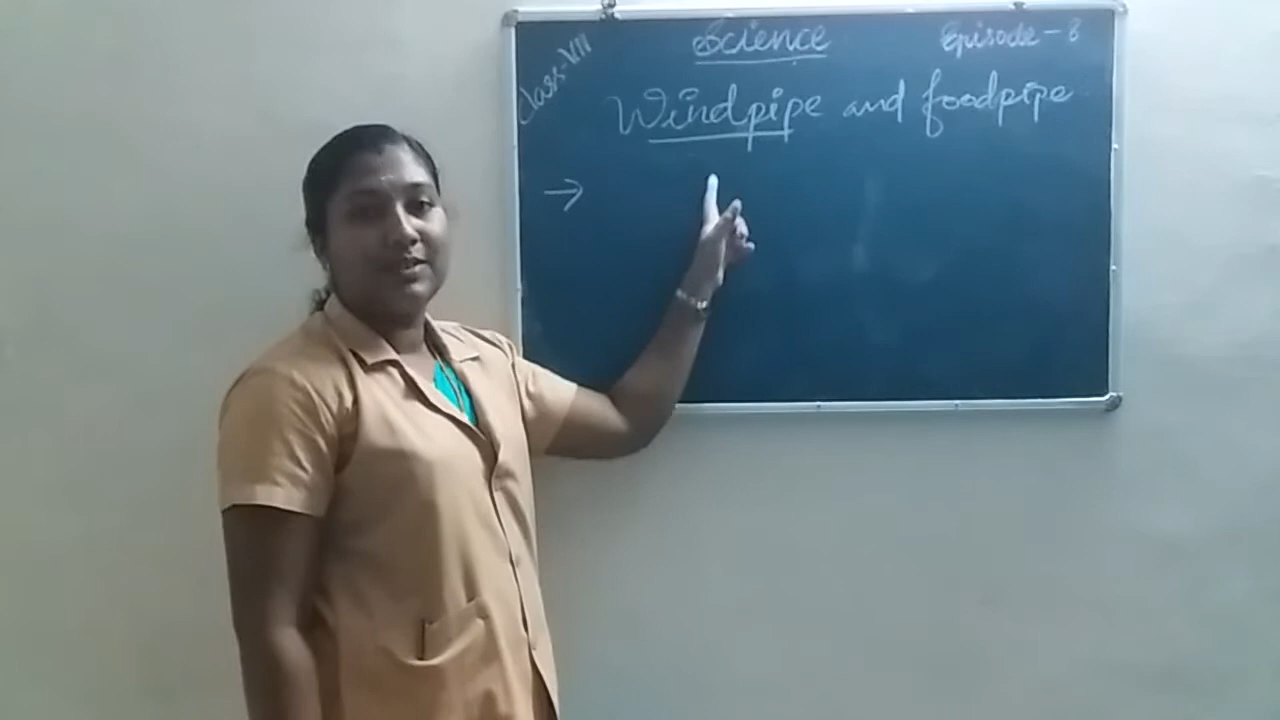 Class-VII
Science
Episode - 8
Windpipe and foodpipe
→